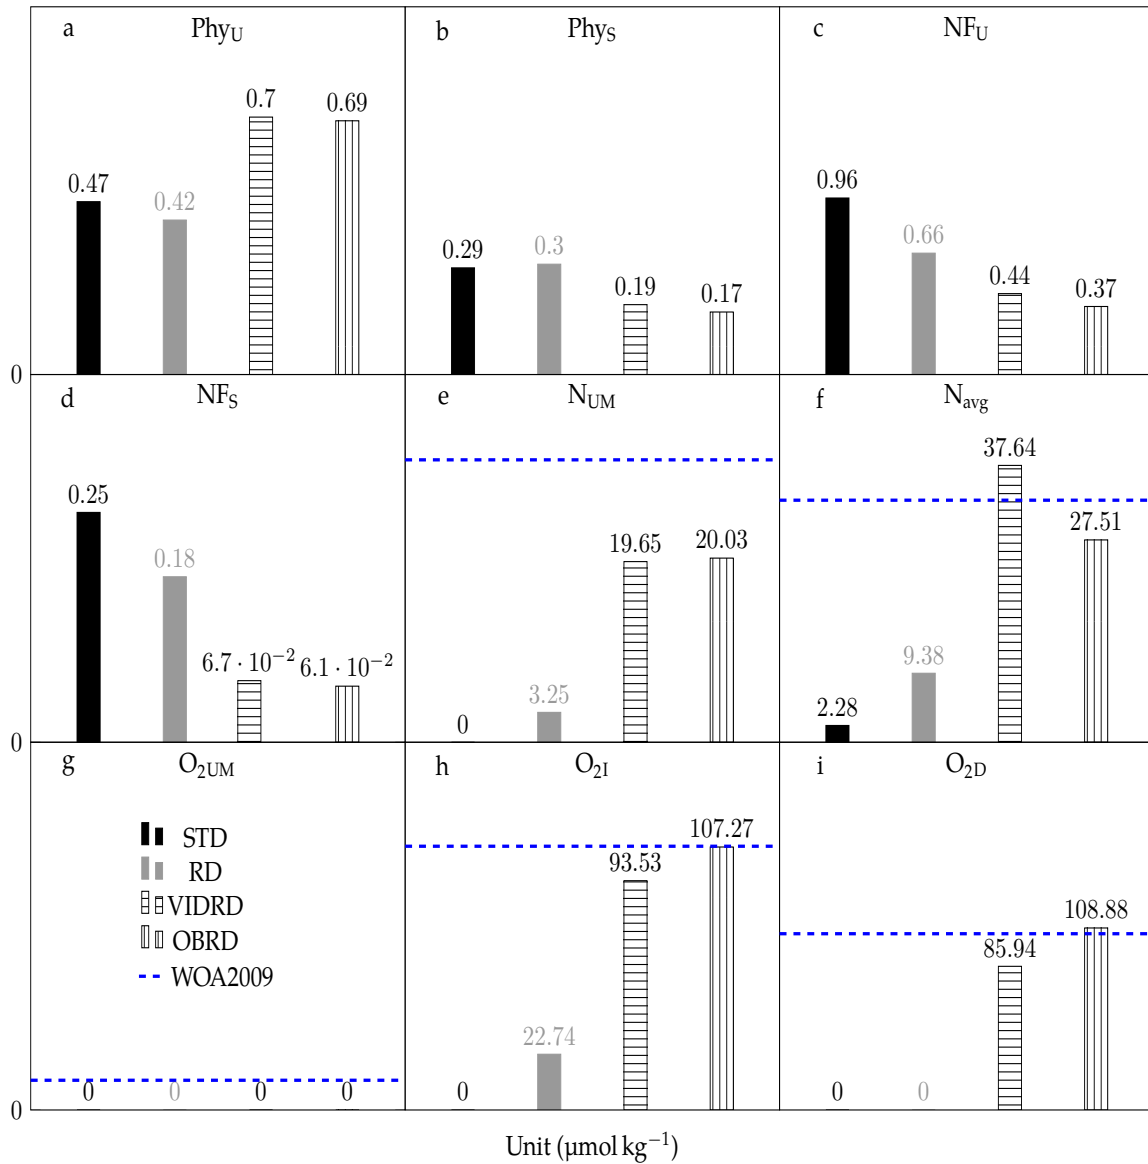 a Phy_U
0.47 0.42 0.7 0.69
0
b Phy_S
0.29 0.3 0.19 0.17
c NF_U
0.96 0.66 0.44 0.37
d NF_S
0.25 0.18 6.7 · 10⁻² 6.1 · 10⁻²
0
e N_UM
0 3.25 19.65 20.03
f N_avg
2.28 9.38 37.64 27.51
g O₂UM
STD
RD
VIDRD
OBRD
WOA2009
0 0 0 0
0
h O₂I
0 22.74 93.53 107.27
i O₂D
0 0 85.94 108.88
Unit (μmol kg⁻¹)